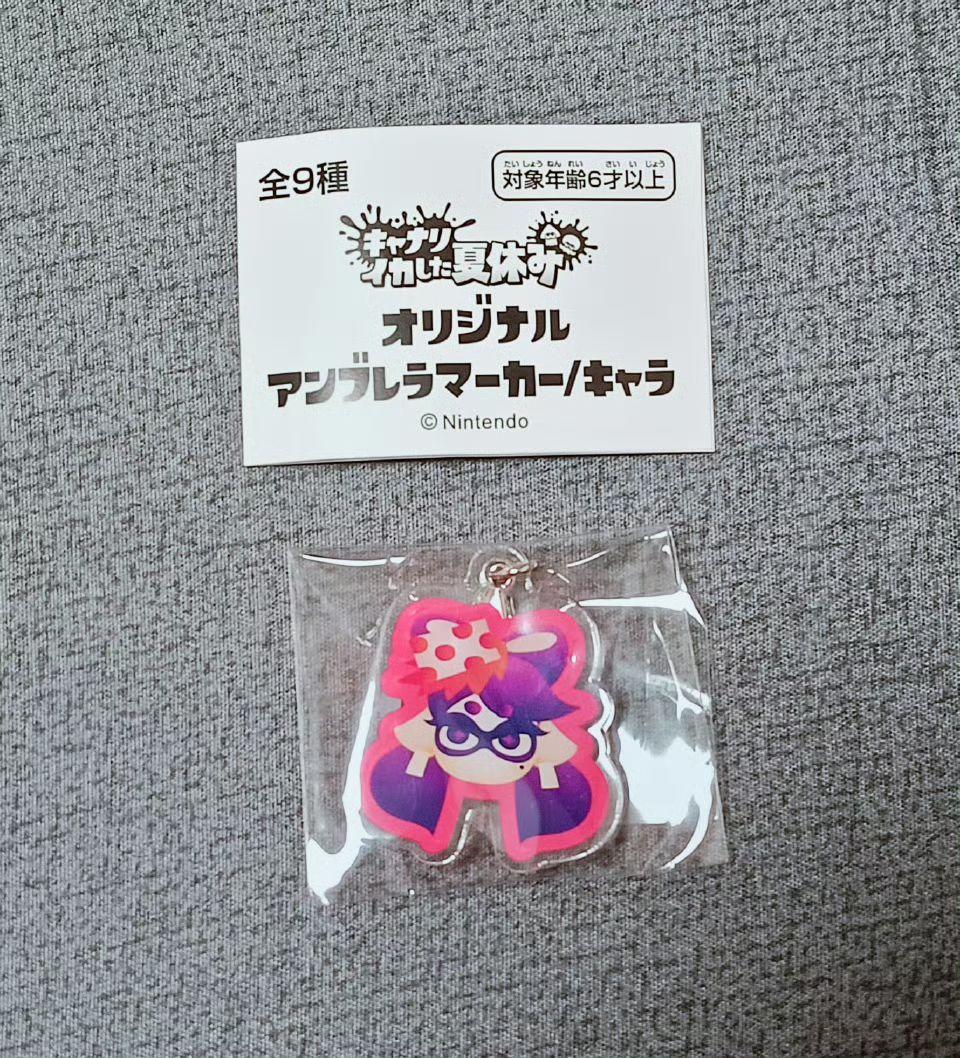 全9種
たいしょうねんれい さいいじょう
対象年齢6才以上
キャナリ
イカした夏休み
オリジナル
アンブレラマーカー/キャラ
©Nintendo